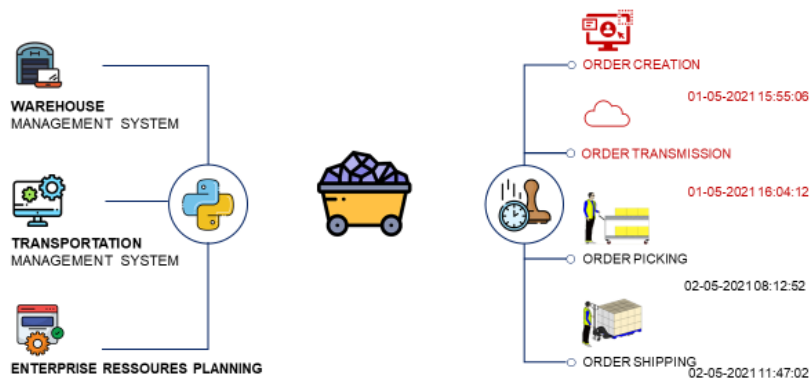 WAREHOUSE
MANAGEMENT SYSTEM
TRANSPORTATION
MANAGEMENT SYSTEM
ENTERPRISE RESSOURES PLANNING
ORDER CREATION
01-05-2021 15:55:06
ORDER TRANSMISSION
01-05-2021 16:04:12
ORDER PICKING
02-05-2021 08:12:52
ORDER SHIPPING
02-05-2021 11:47:02